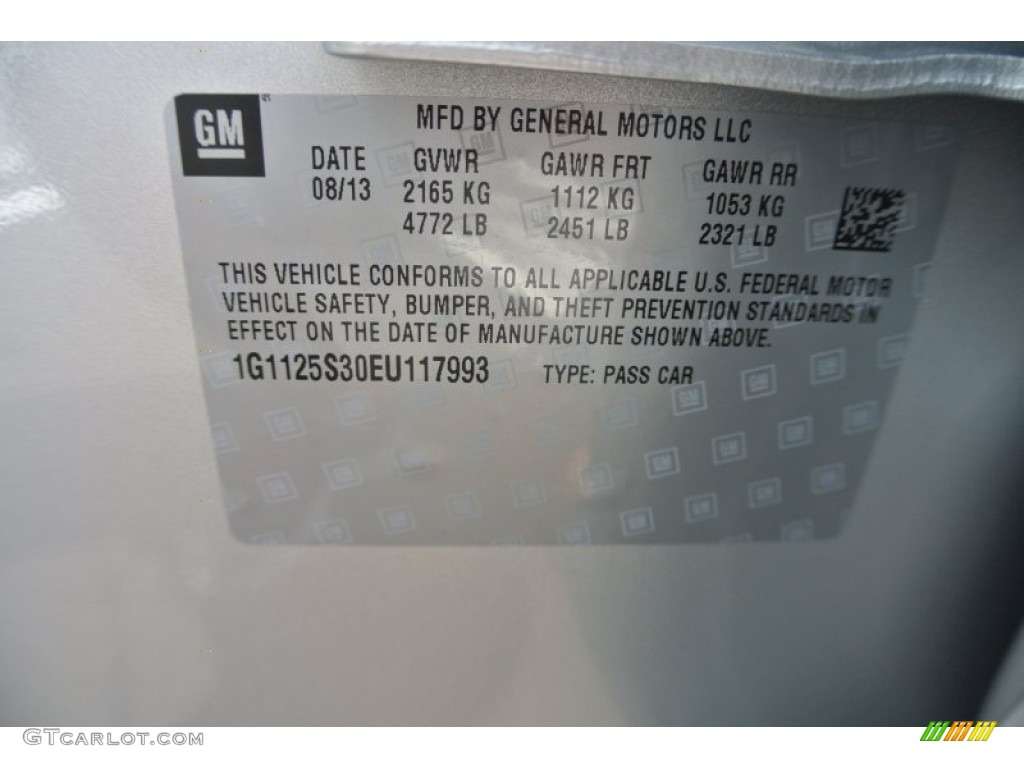 GM
MFD BY GENERAL MOTORS LLC
DATE GVWR GAWR FRT GAWR RR
08/13 2165 KG 1112 KG 1053 KG
4772 LB 2451 LB 2321 LB
THIS VEHICLE CONFORMS TO ALL APPLICABLE U.S. FEDERAL MOTOR
VEHICLE SAFETY, BUMPER, AND THEFT PREVENTION STANDARDS IN
EFFECT ON THE DATE OF MANUFACTURE SHOWN ABOVE.
1G1125S30EU117993 TYPE: PASS CAR
GTCARLOT.COM